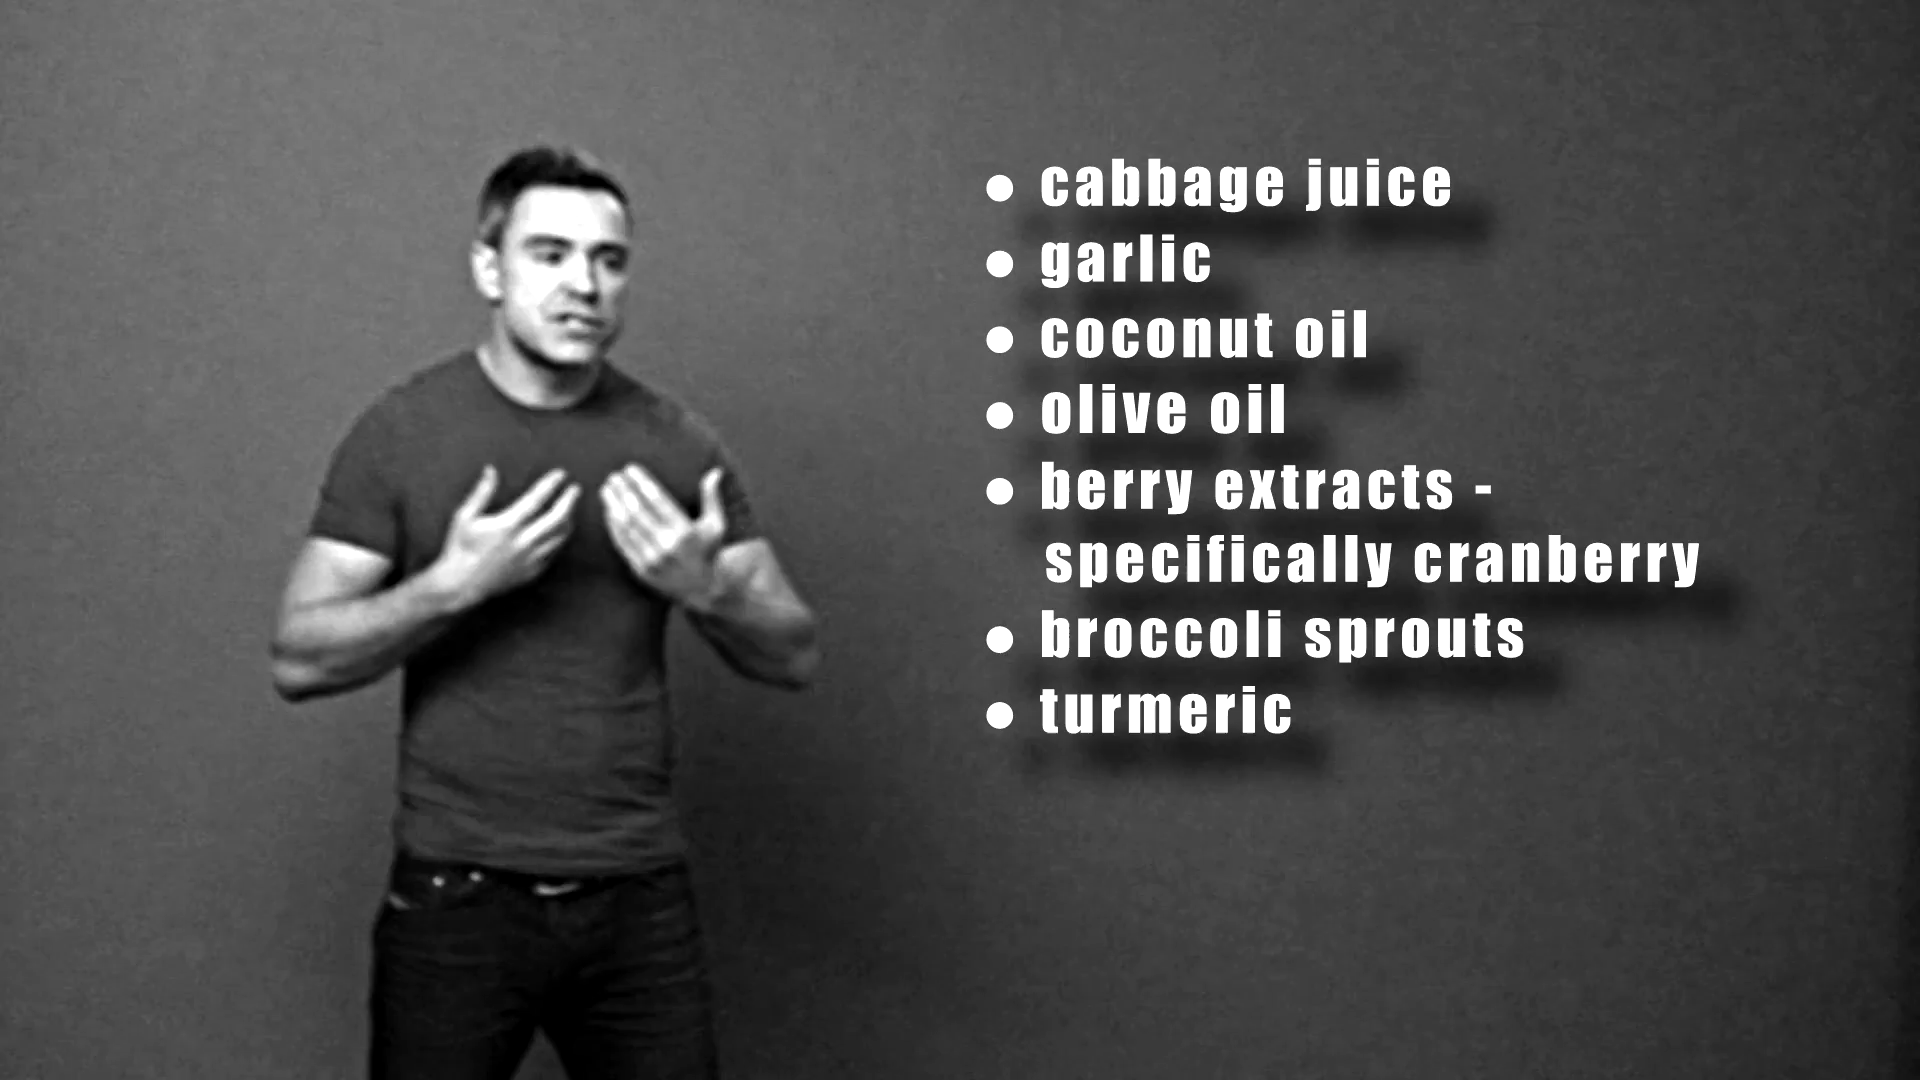 • cabbage juice
• garlic
• coconut oil
• olive oil
• berry extracts -
specifically cranberry
• broccoli sprouts
• turmeric